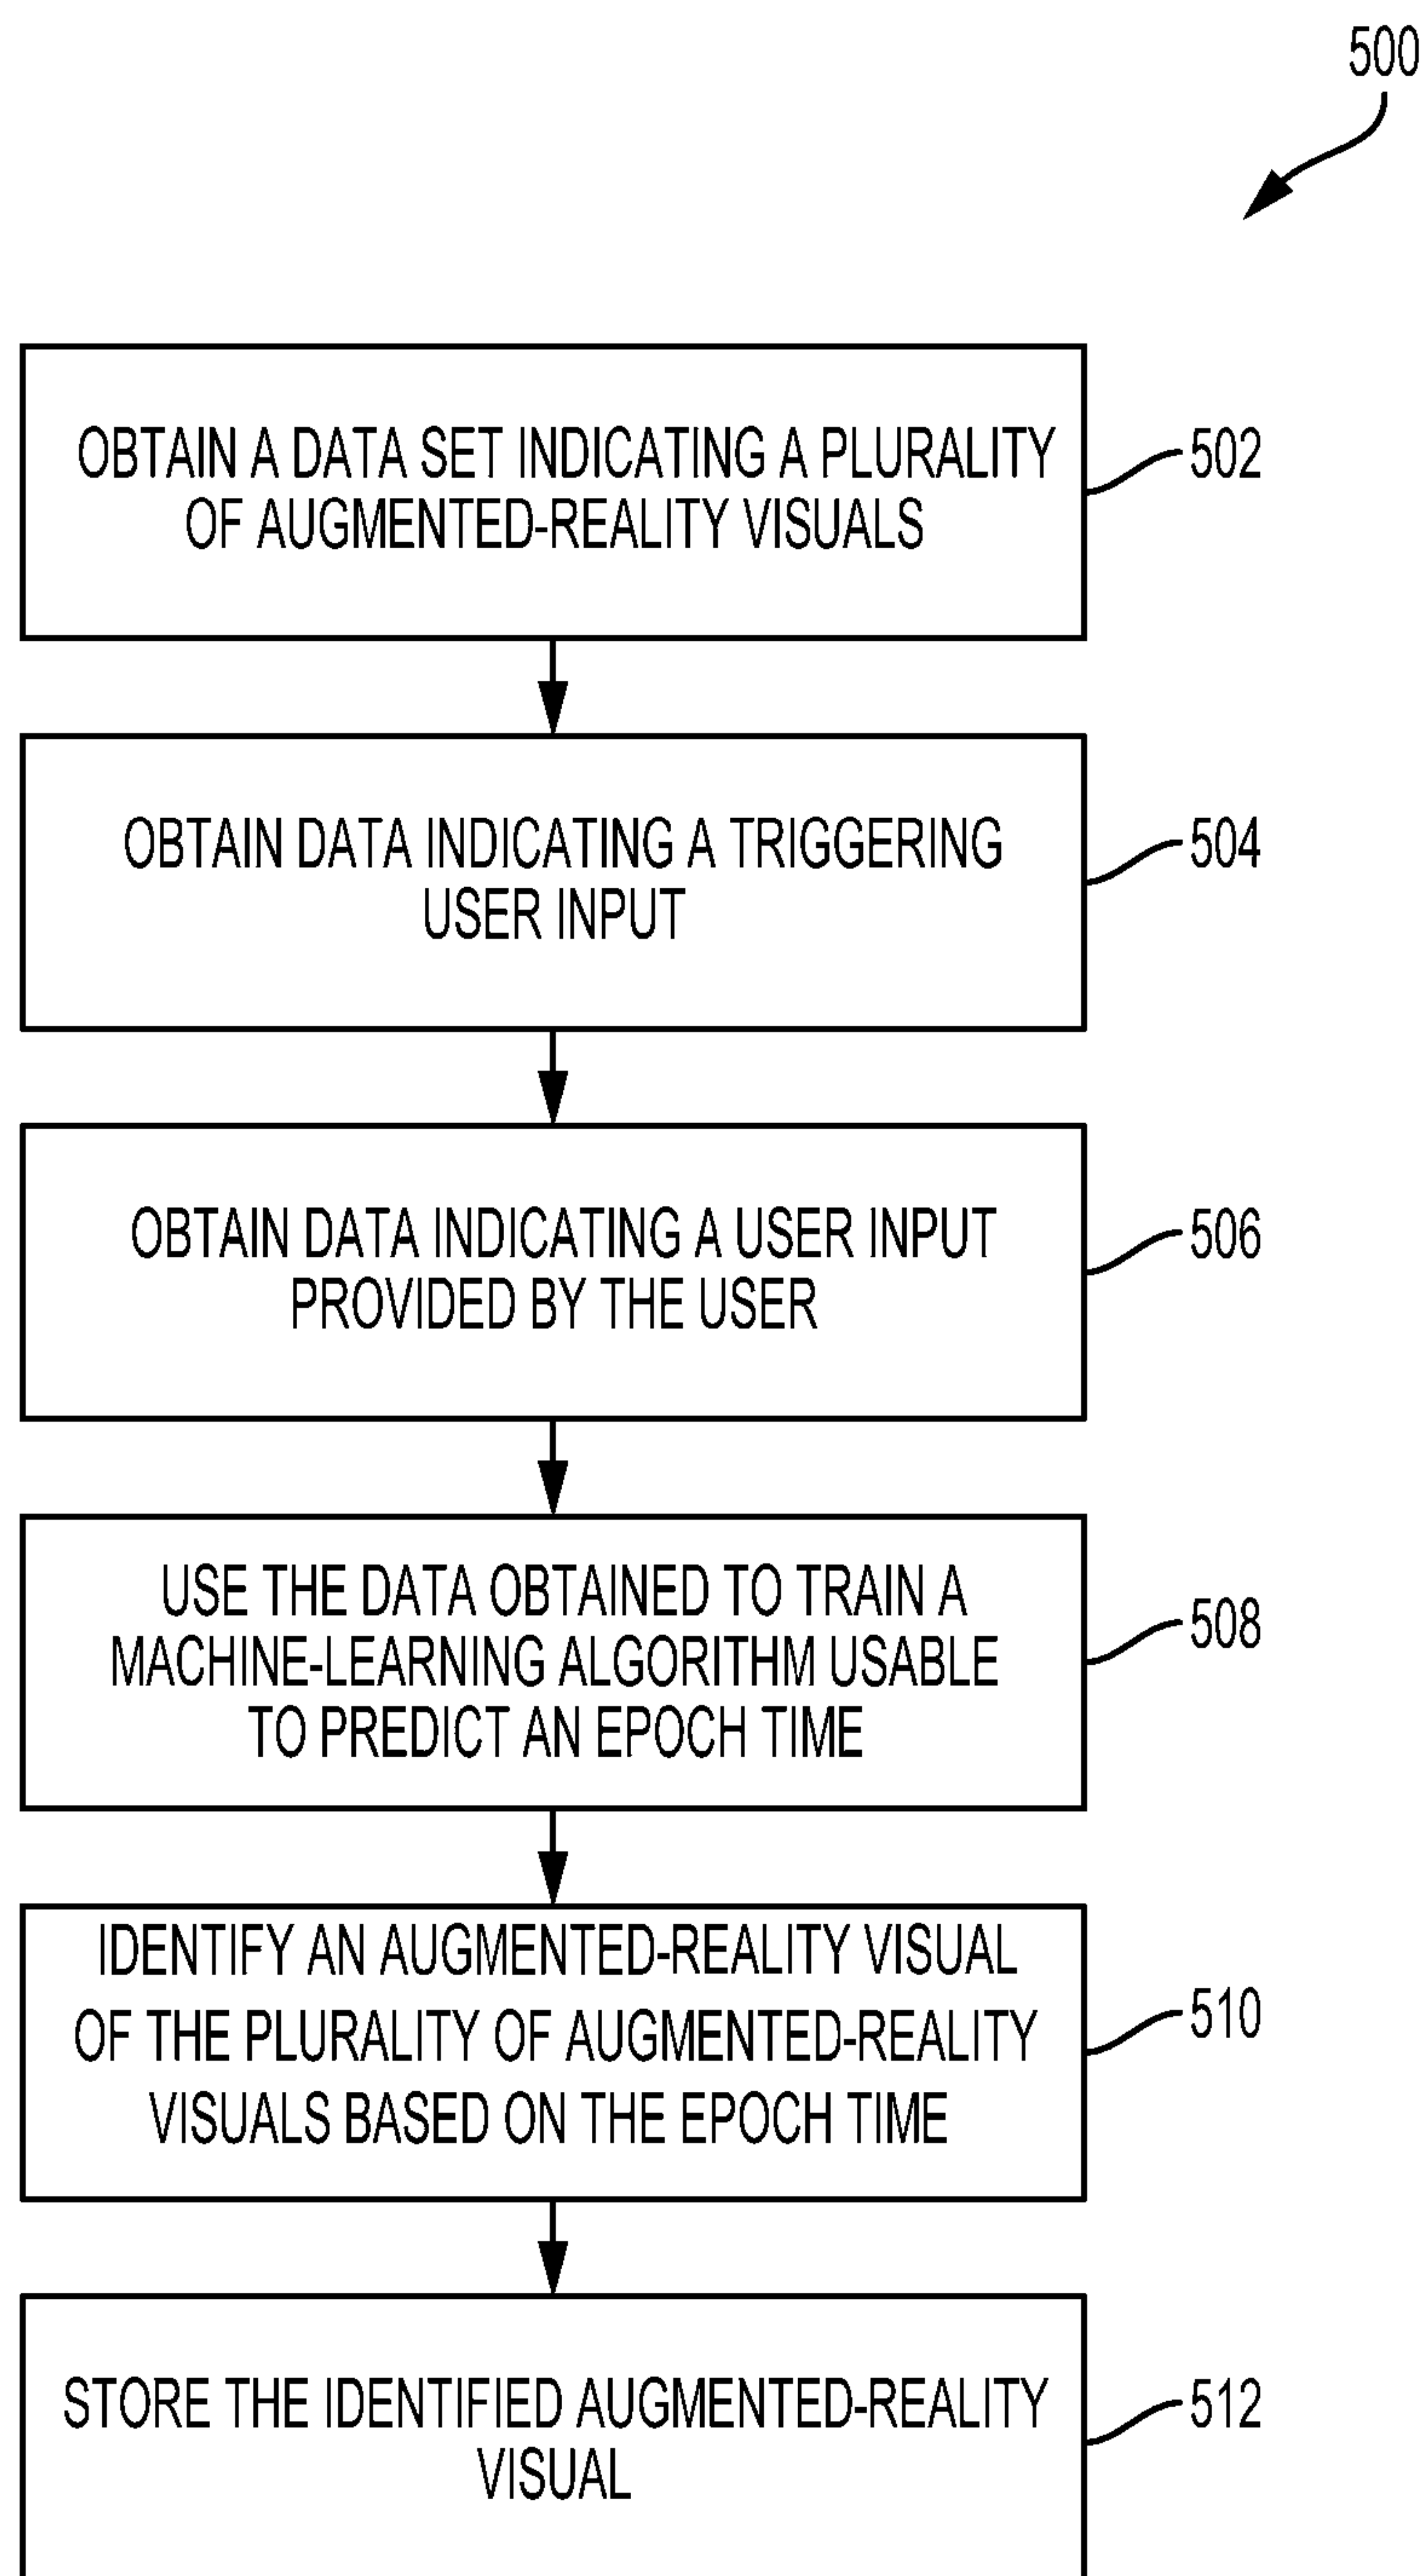 500
OBTAIN A DATA SET INDICATING A PLURALITY
OF AUGMENTED-REALITY VISUALS
502
OBTAIN DATA INDICATING A TRIGGERING
USER INPUT
504
OBTAIN DATA INDICATING A USER INPUT
PROVIDED BY THE USER
506
USE THE DATA OBTAINED TO TRAIN A
MACHINE-LEARNING ALGORITHM USABLE
TO PREDICT AN EPOCH TIME
508
IDENTIFY AN AUGMENTED-REALITY VISUAL
OF THE PLURALITY OF AUGMENTED-REALITY
VISUALS BASED ON THE EPOCH TIME
510
STORE THE IDENTIFIED AUGMENTED-REALITY
VISUAL
512